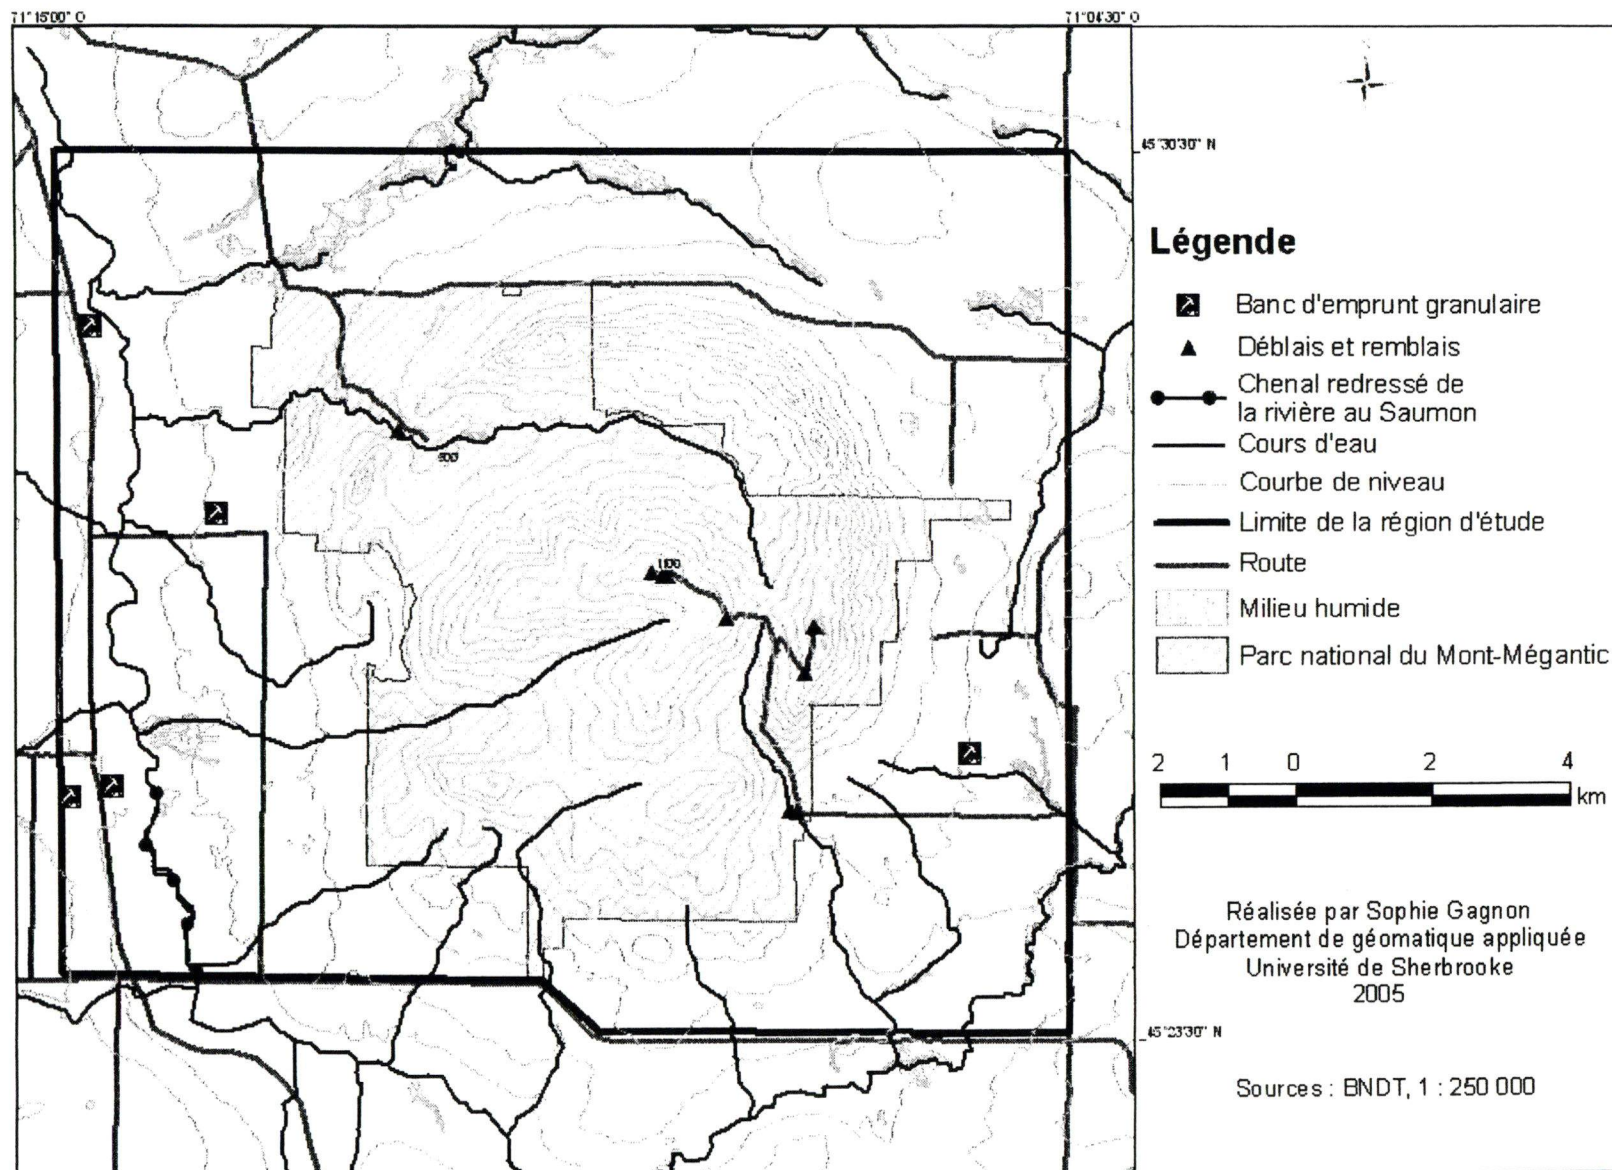 71°15'00" O
71°04'30" O
45°30'30" N
Légende
Banc d'emprunt granulaire
Déblais et remblais
Chenal redressé de
la rivière au Saumon
Cours d'eau
Courbe de niveau
Limite de la région d'étude
Route
Milieu humide
Parc national du Mont-Mégantic
1100
2 1 0 2 4
km
Réalisée par Sophie Gagnon
Département de géomatique appliquée
Université de Sherbrooke
2005
45°23'30" N
Sources : BNDT, 1 : 250 000